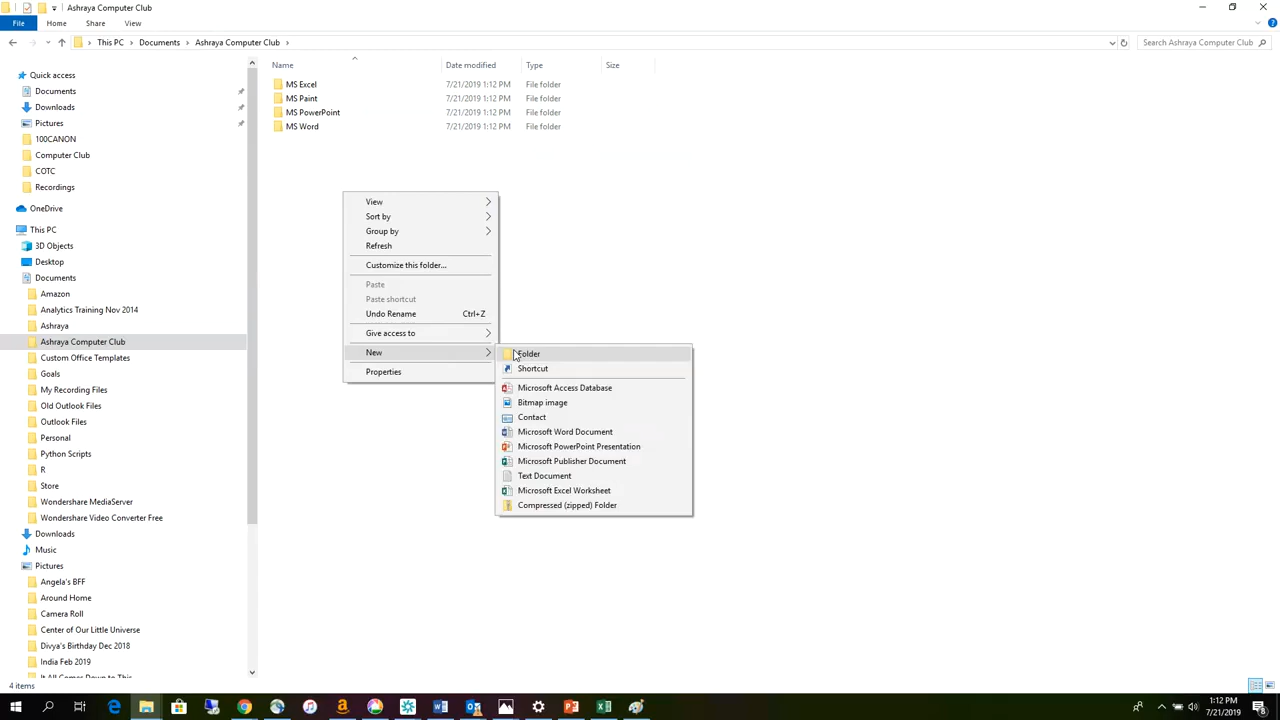 Ashraya Computer Club
File Home Share View
This PC Documents Ashraya Computer Club Search Ashraya Computer Club
Name Date modified Type Size
MS Excel 7/21/2019 1:12 PM File folder
MS Paint 7/21/2019 1:12 PM File folder
MS PowerPoint 7/21/2019 1:12 PM File folder
MS Word 7/21/2019 1:12 PM File folder
Quick access
Documents
Downloads
Pictures
100CANON
Computer Club
COTC
Recordings
OneDrive
This PC
3D Objects
Desktop
Documents
Amazon
Analytics Training Nov 2014
Ashraya
Ashraya Computer Club
Custom Office Templates
Goals
My Recording Files
Old Outlook Files
Outlook Files
Personal
Python Scripts
R
Store
Wondershare MediaServer
Wondershare Video Converter Free
Downloads
Music
Pictures
Angela's BFF
Around Home
Camera Roll
Center of Our Little Universe
Divya's Birthday Dec 2018
India Feb 2019
It All Comes Down to This
View
Sort by
Group by
Refresh
Customize this folder...
Paste
Paste shortcut
Undo Rename Ctrl+Z
Give access to
New
Properties
Folder
Shortcut
Microsoft Access Database
Bitmap image
Contact
Microsoft Word Document
Microsoft PowerPoint Presentation
Microsoft Publisher Document
Text Document
Microsoft Excel Worksheet
Compressed (zipped) Folder
4 items
1:12 PM
7/21/2019
8